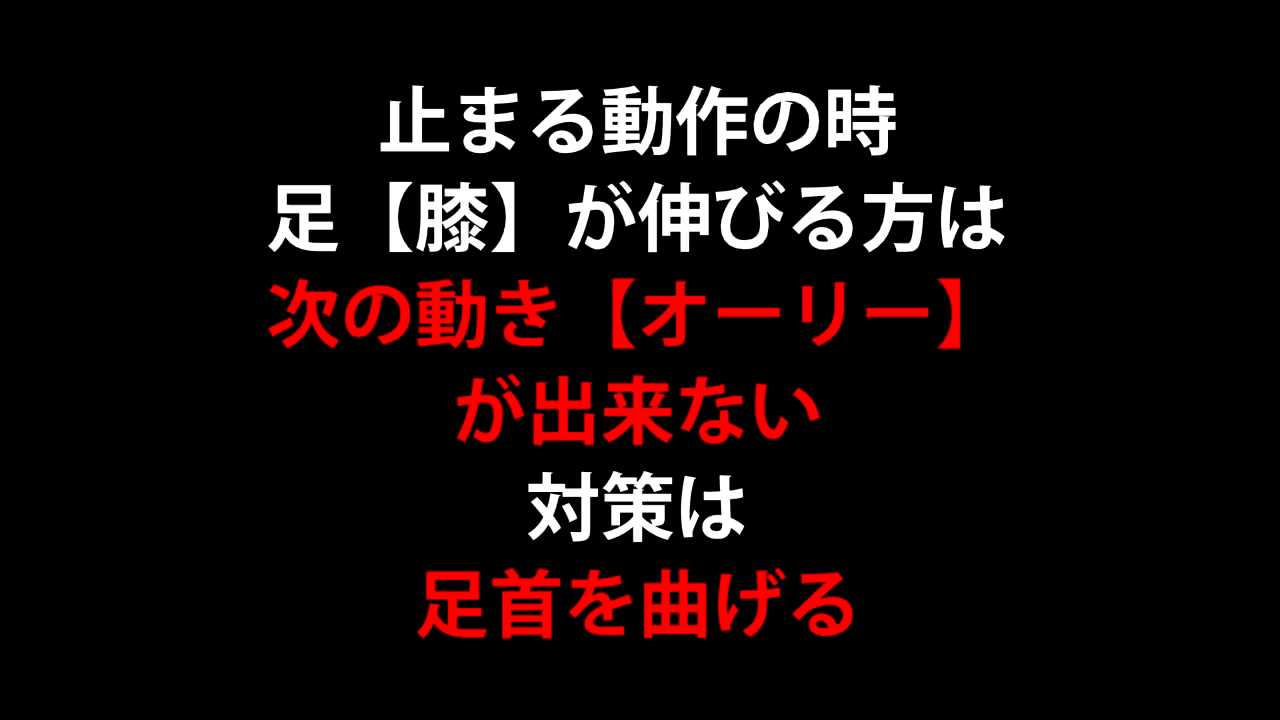 止まる動作の時
足【膝】が伸びる方は
次の動き【オーリー】
が出来ない
対策は
足首を曲げる